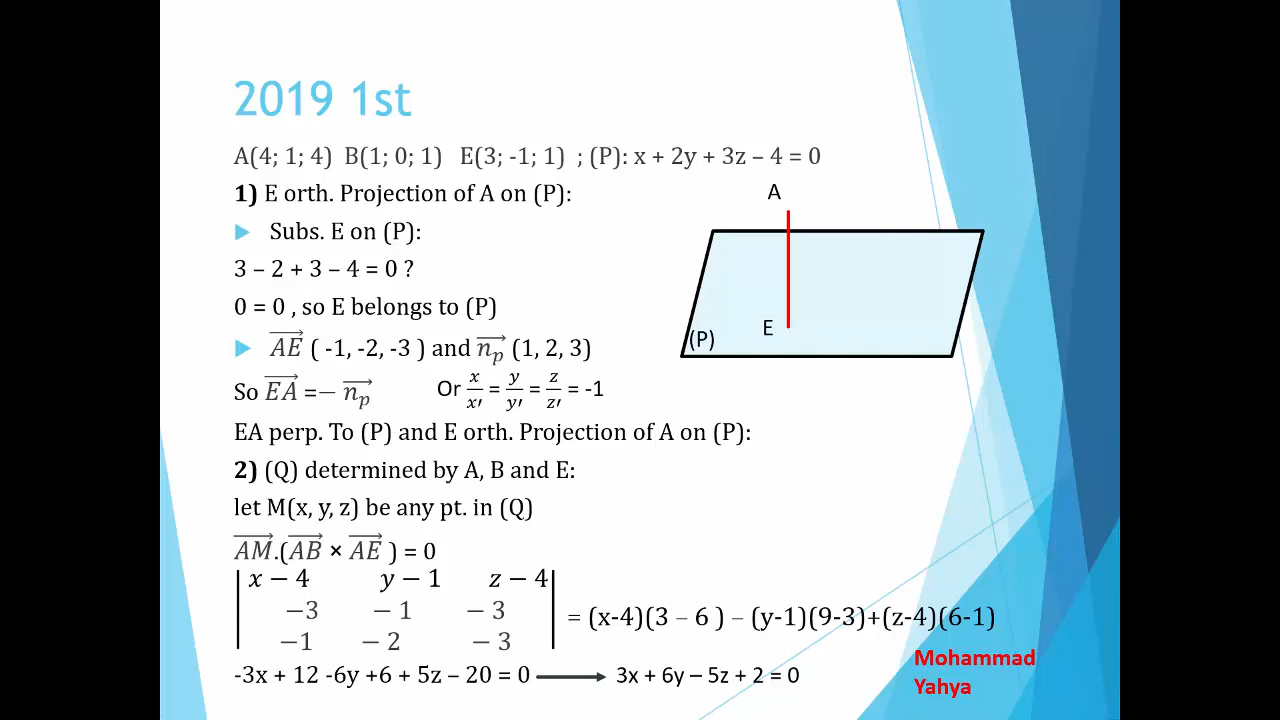 2019 1st
A(4; 1; 4)  B(1; 0; 1)   E(3; -1; 1)  ; (P): x + 2y + 3z – 4 = 0
1) E orth. Projection of A on (P):
A
Subs. E on (P):
3 – 2 + 3 – 4 = 0 ?
0 = 0 , so E belongs to (P)
E
(P)
AE⃗ ( -1, -2, -3 ) and n_p⃗ (1, 2, 3)
So EA⃗ =− n_p⃗   Or x/x′ = y/y′ = z/z′ = -1
EA perp. To (P) and E orth. Projection of A on (P):
2) (Q) determined by A, B and E:
let M(x, y, z) be any pt. in (Q)
AM⃗.(AB⃗ × AE⃗ ) = 0
| x − 4   y − 1   z − 4 |
| −3   − 1   − 3 | = (x-4)(3 – 6 ) – (y-1)(9-3)+(z-4)(6-1)
| −1   − 2   − 3 |
-3x + 12 -6y +6 + 5z – 20 = 0 ⟶ 3x + 6y – 5z + 2 = 0
Mohammad
Yahya